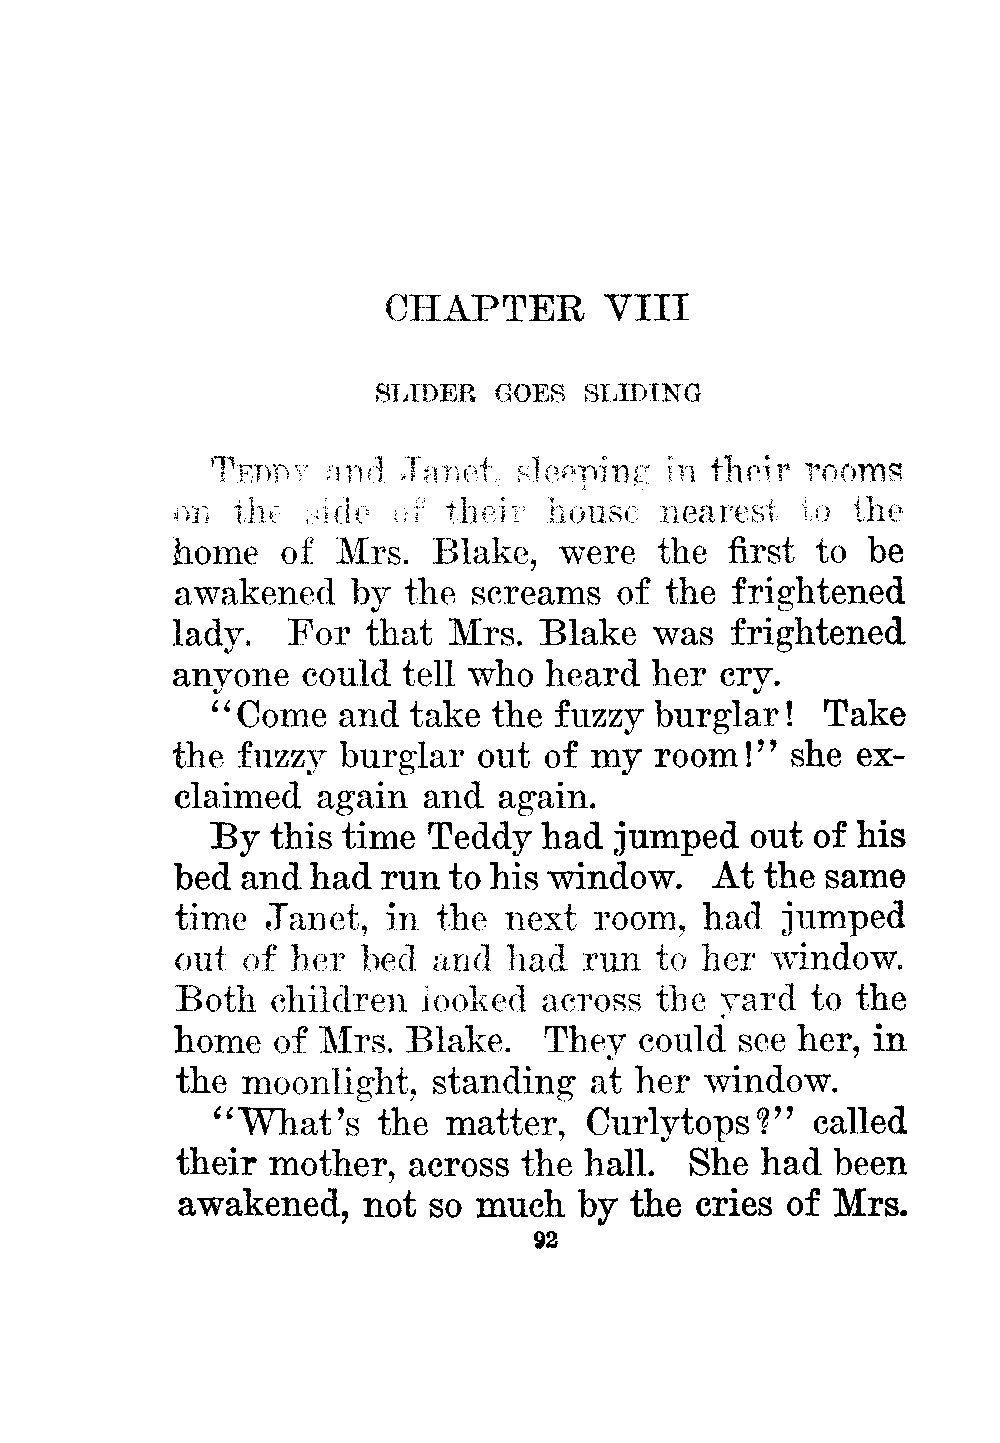 CHAPTER VIII
SLIDER GOES SLIDING
TEDDY and Janet, sleeping in their rooms
on the side of their house nearest to the
home of Mrs. Blake, were the first to be
awakened by the screams of the frightened
lady. For that Mrs. Blake was frightened
anyone could tell who heard her cry.
“Come and take the fuzzy burglar! Take
the fuzzy burglar out of my room!” she ex-
claimed again and again.
By this time Teddy had jumped out of his
bed and had run to his window. At the same
time Janet, in the next room, had jumped
out of her bed and had run to her window.
Both children looked across the yard to the
home of Mrs. Blake. They could see her, in
the moonlight, standing at her window.
“What's the matter, Curlytops?” called
their mother, across the hall. She had been
awakened, not so much by the cries of Mrs.
92